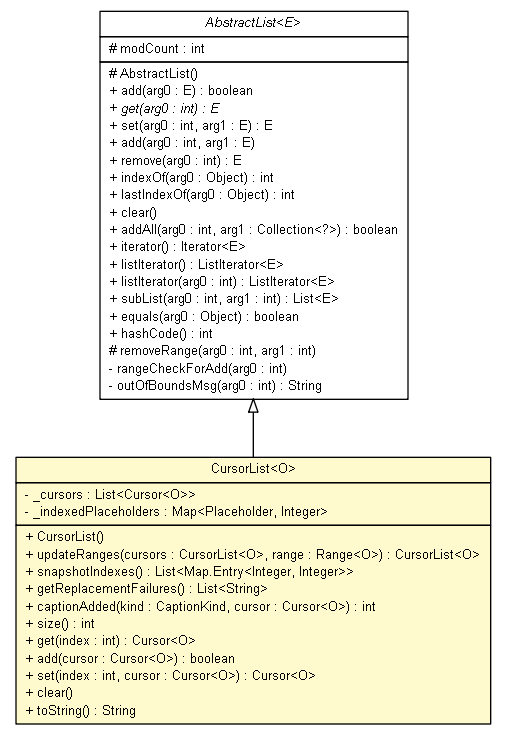 AbstractList<E>
# modCount : int
# AbstractList()
+ add(arg0 : E) : boolean
+ get(arg0 : int) : E
+ set(arg0 : int, arg1 : E) : E
+ add(arg0 : int, arg1 : E)
+ remove(arg0 : int) : E
+ indexOf(arg0 : Object) : int
+ lastIndexOf(arg0 : Object) : int
+ clear()
+ addAll(arg0 : int, arg1 : Collection<?>) : boolean
+ iterator() : Iterator<E>
+ listIterator() : ListIterator<E>
+ listIterator(arg0 : int) : ListIterator<E>
+ subList(arg0 : int, arg1 : int) : List<E>
+ equals(arg0 : Object) : boolean
+ hashCode() : int
# removeRange(arg0 : int, arg1 : int)
- rangeCheckForAdd(arg0 : int)
- outOfBoundsMsg(arg0 : int) : String
CursorList<O>
- _cursors : List<Cursor<O>>
- _indexedPlaceholders : Map<Placeholder, Integer>
+ CursorList()
+ updateRanges(cursors : CursorList<O>, range : Range<O>) : CursorList<O>
+ snapshotIndexes() : List<Map.Entry<Integer, Integer>>
+ getReplacementFailures() : List<String>
+ captionAdded(kind : CaptionKind, cursor : Cursor<O>) : int
+ size() : int
+ get(index : int) : Cursor<O>
+ add(cursor : Cursor<O>) : boolean
+ set(index : int, cursor : Cursor<O>) : Cursor<O>
+ clear()
+ toString() : String